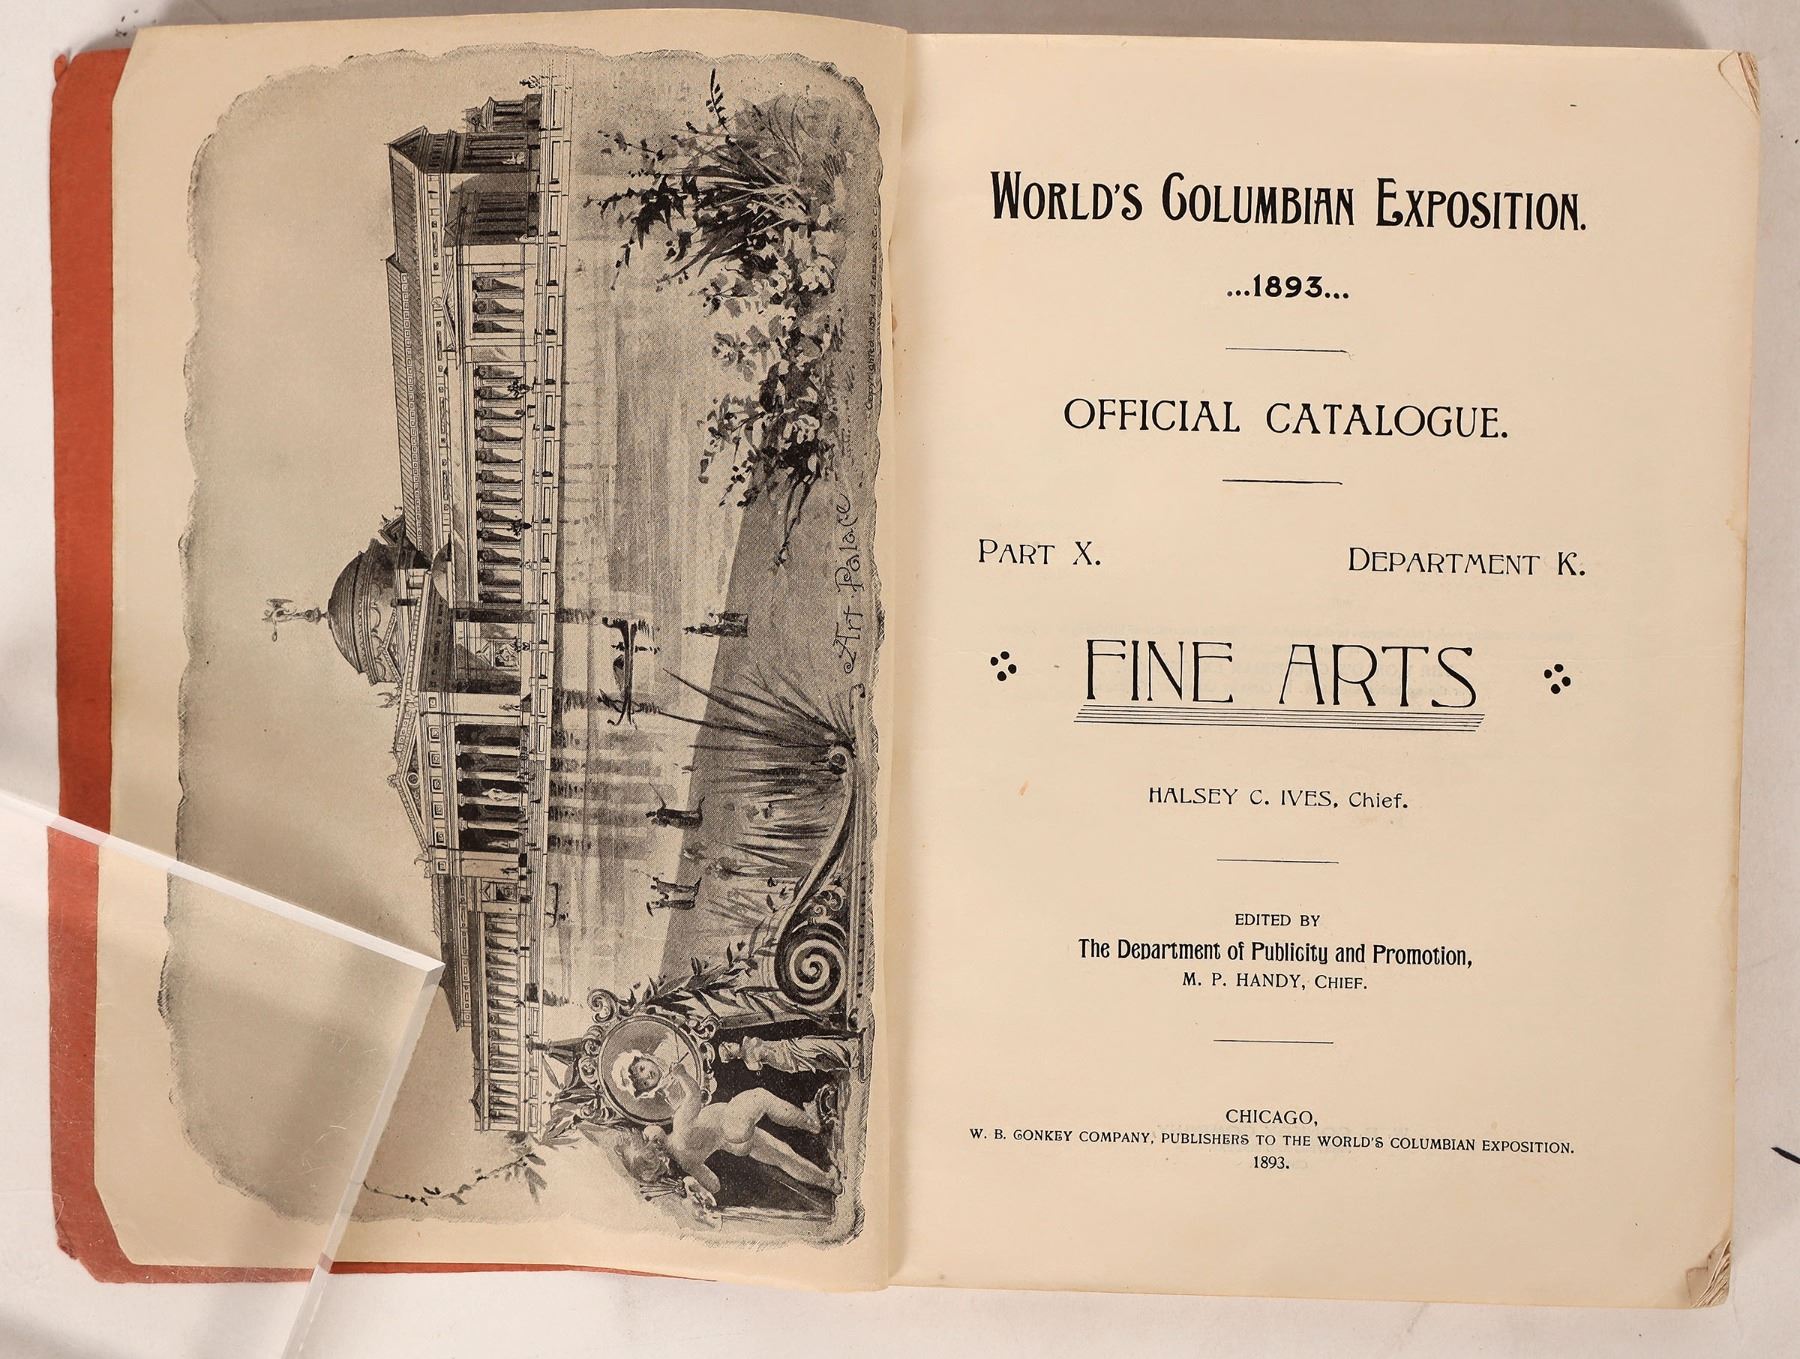 Art Palace
WORLD'S COLUMBIAN EXPOSITION.
...1893...
OFFICIAL CATALOGUE.
PART X. DEPARTMENT K.
FINE ARTS
HALSEY C. IVES, Chief.
EDITED BY
The Department of Publicity and Promotion,
M. P. HANDY, CHIEF.
CHICAGO,
W. B. CONKEY COMPANY, PUBLISHERS TO THE WORLD'S COLUMBIAN EXPOSITION.
1893.